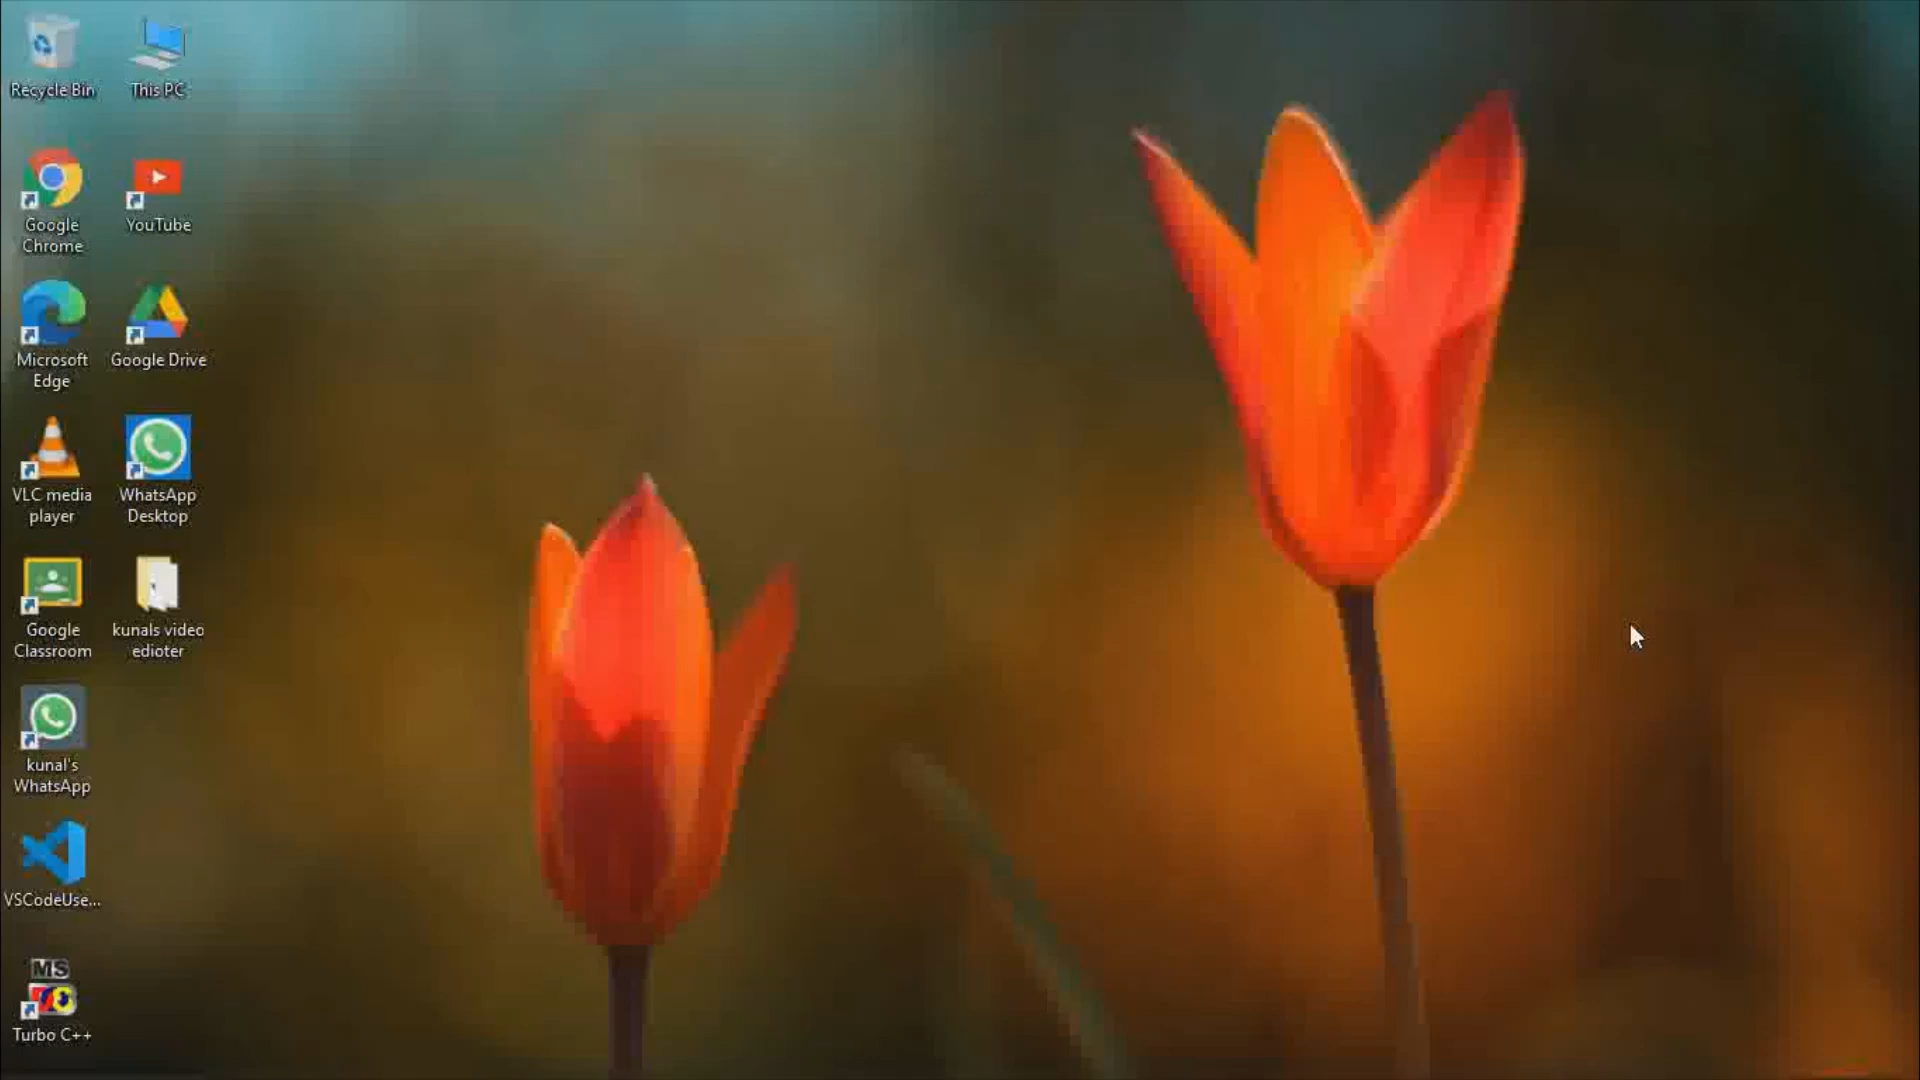 Recycle Bin
This PC
Google
Chrome
YouTube
Microsoft
Edge
Google Drive
VLC media
player
WhatsApp
Desktop
Google
Classroom
kunals video
edioter
kunal's
WhatsApp
VSCodeUse...
MS
Turbo C++